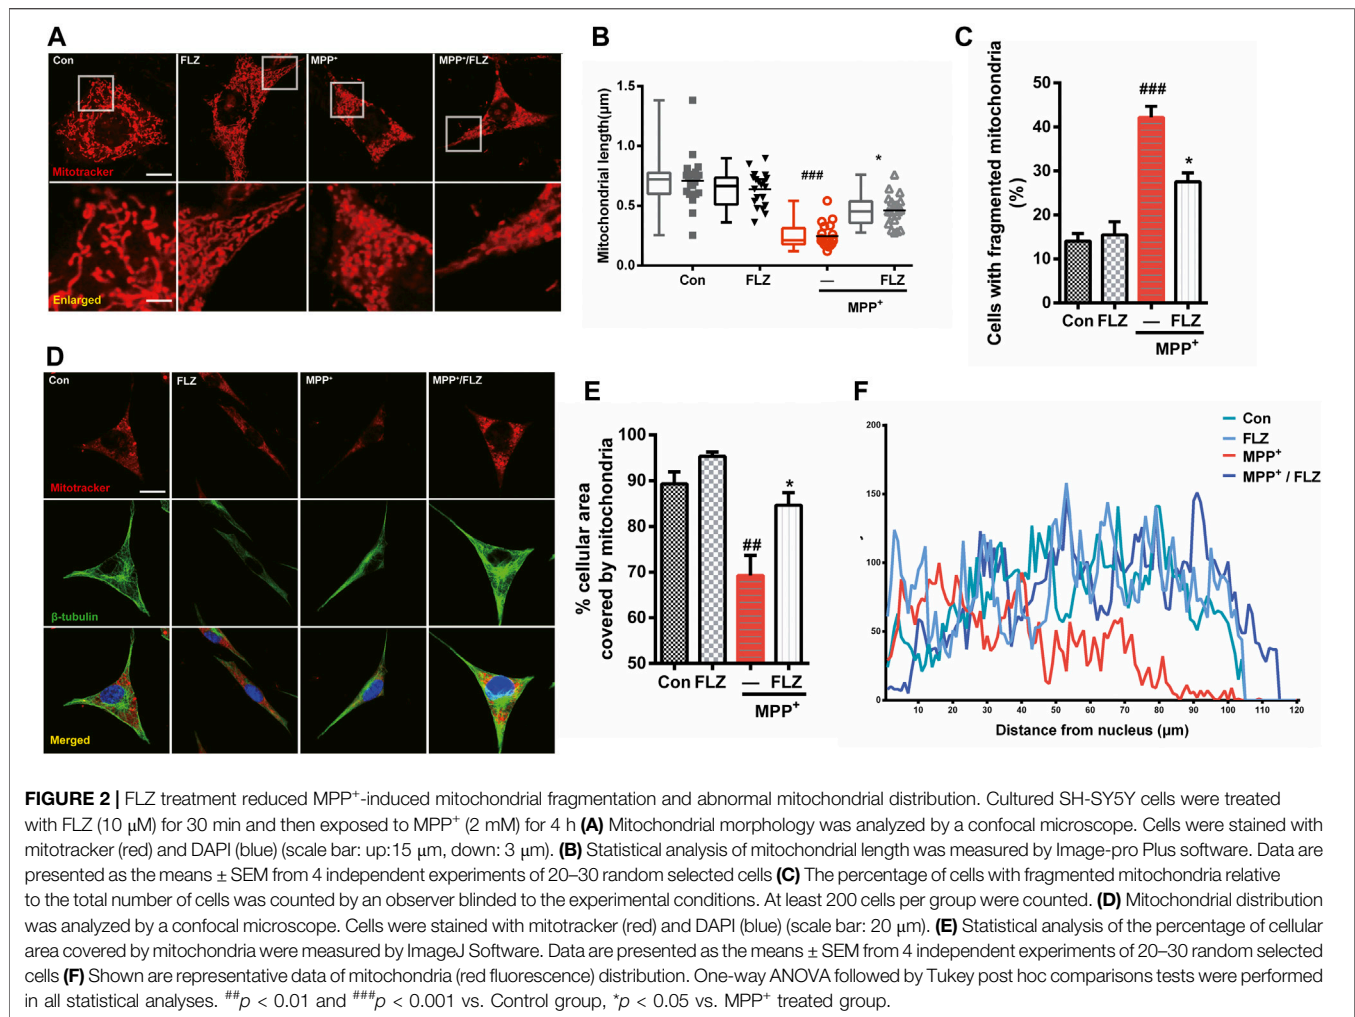 A
Con
FLZ
MPP⁺
MPP⁺/FLZ
Mitotracker
Enlarged
B
Mitochondrial length(μm)
1.5
1.0
0.5
0.0
###
*
Con
FLZ
—
FLZ
MPP⁺
C
Cells with fragmented mitochondria
(%)
50
40
30
20
10
0
###
*
Con FLZ — FLZ
MPP⁺
D
Con
FLZ
MPP⁺
MPP⁺/FLZ
Mitotracker
β-tubulin
Merged
E
% cellular area
covered by mitochondria
100
90
80
70
60
50
##
*
Con FLZ — FLZ
MPP⁺
F
200
150
100
50
0
Con
FLZ
MPP⁺
MPP⁺ / FLZ
10 20 30 40 50 60 70 80 90 100 110 120
Distance from nucleus (μm)
FIGURE 2 | FLZ treatment reduced MPP⁺-induced mitochondrial fragmentation and abnormal mitochondrial distribution. Cultured SH-SY5Y cells were treated
with FLZ (10 μM) for 30 min and then exposed to MPP⁺ (2 mM) for 4 h (A) Mitochondrial morphology was analyzed by a confocal microscope. Cells were stained with
mitotracker (red) and DAPI (blue) (scale bar: up:15 μm, down: 3 μm). (B) Statistical analysis of mitochondrial length was measured by Image-pro Plus software. Data are
presented as the means ± SEM from 4 independent experiments of 20–30 random selected cells (C) The percentage of cells with fragmented mitochondria relative
to the total number of cells was counted by an observer blinded to the experimental conditions. At least 200 cells per group were counted. (D) Mitochondrial distribution
was analyzed by a confocal microscope. Cells were stained with mitotracker (red) and DAPI (blue) (scale bar: 20 μm). (E) Statistical analysis of the percentage of cellular
area covered by mitochondria were measured by ImageJ Software. Data are presented as the means ± SEM from 4 independent experiments of 20–30 random selected
cells (F) Shown are representative data of mitochondria (red fluorescence) distribution. One-way ANOVA followed by Tukey post hoc comparisons tests were performed
in all statistical analyses. ##p < 0.01 and ###p < 0.001 vs. Control group, *p < 0.05 vs. MPP⁺ treated group.